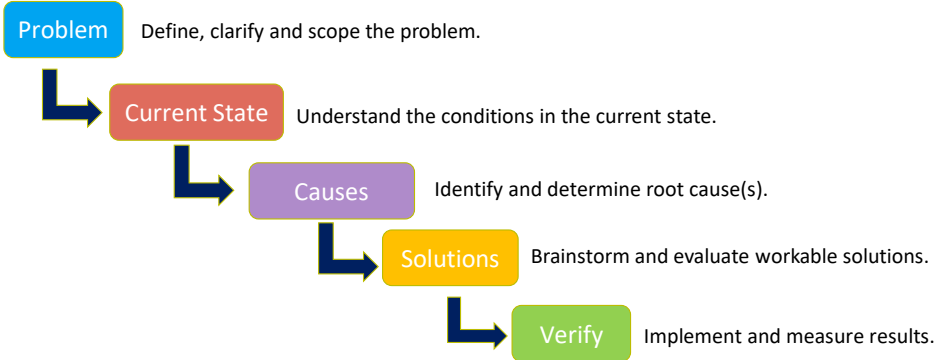 Problem Define, clarify and scope the problem.
Current State Understand the conditions in the current state.
Causes Identify and determine root cause(s).
Solutions Brainstorm and evaluate workable solutions.
Verify Implement and measure results.